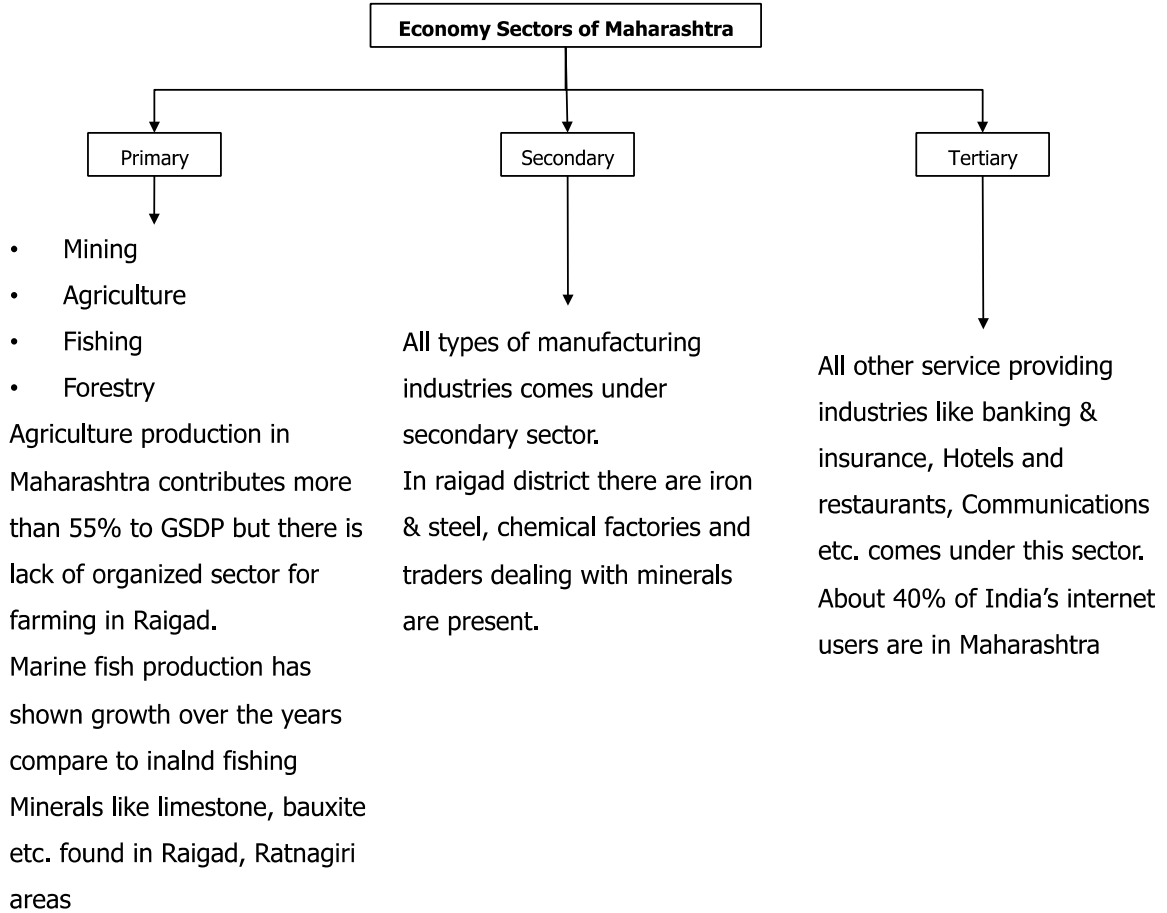 Economy Sectors of Maharashtra
Primary
Secondary
Tertiary
• Mining
• Agriculture
• Fishing
• Forestry
Agriculture production in
Maharashtra contributes more
than 55% to GSDP but there is
lack of organized sector for
farming in Raigad.
Marine fish production has
shown growth over the years
compare to inalnd fishing
Minerals like limestone, bauxite
etc. found in Raigad, Ratnagiri
areas
All types of manufacturing
industries comes under
secondary sector.
In raigad district there are iron
& steel, chemical factories and
traders dealing with minerals
are present.
All other service providing
industries like banking &
insurance, Hotels and
restaurants, Communications
etc. comes under this sector.
About 40% of India’s internet
users are in Maharashtra